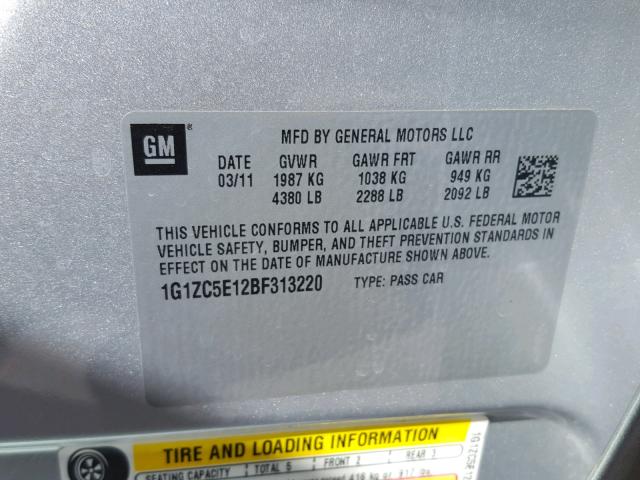 GM ®
MFD BY GENERAL MOTORS LLC
DATE GVWR GAWR FRT GAWR RR
03/11 1987 KG 1038 KG 949 KG
4380 LB 2288 LB 2092 LB
THIS VEHICLE CONFORMS TO ALL APPLICABLE U.S. FEDERAL MOTOR
VEHICLE SAFETY, BUMPER, AND THEFT PREVENTION STANDARDS IN
EFFECT ON THE DATE OF MANUFACTURE SHOWN ABOVE.
1G1ZC5E12BF313220 TYPE: PASS CAR
TIRE AND LOADING INFORMATION
SEATING CAPACITY TOTAL 5 FRONT 2 REAR 3
1G1ZC5E12